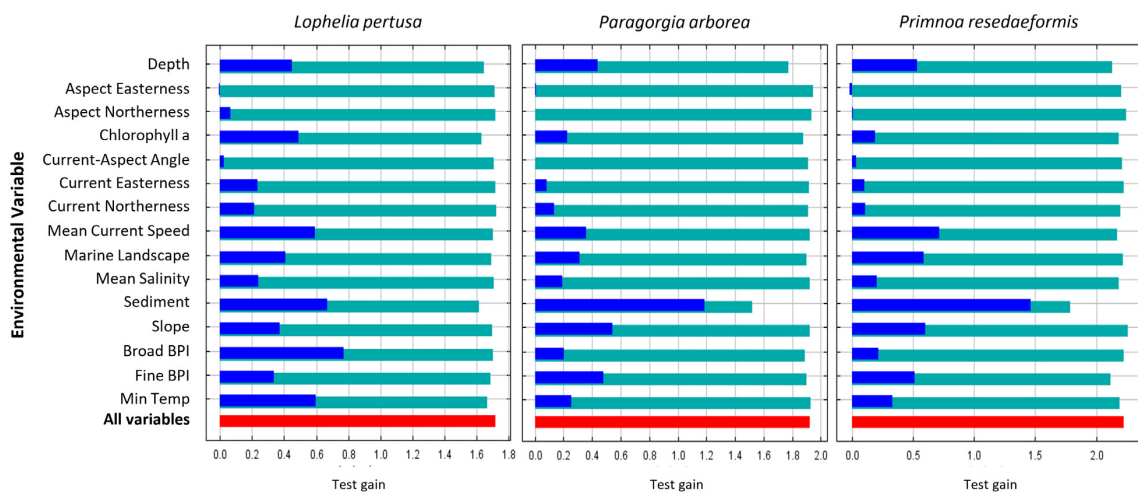 Lophelia pertusa Paragorgia arborea Primnoa resedaeformis
Environmental Variable
Depth
Aspect Easterness
Aspect Northerness
Chlorophyll a
Current-Aspect Angle
Current Easterness
Current Northerness
Mean Current Speed
Marine Landscape
Mean Salinity
Sediment
Slope
Broad BPI
Fine BPI
Min Temp
All variables
0.0 0.2 0.4 0.6 0.8 1.0 1.2 1.4 1.6 1.8 0.0 0.2 0.4 0.6 0.8 1.0 1.2 1.4 1.6 1.8 2.0 0.0 0.5 1.0 1.5 2.0
Test gain Test gain Test gain